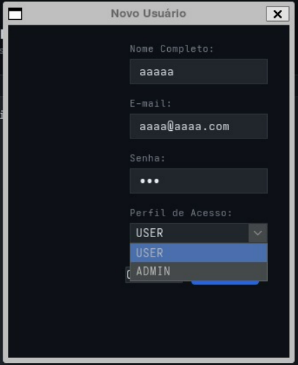 Novo Usuário
Nome Completo:
aaaaa
E-mail:
aaaa@aaaa.com
Senha:
•••
Perfil de Acesso:
USER
USER
ADMIN